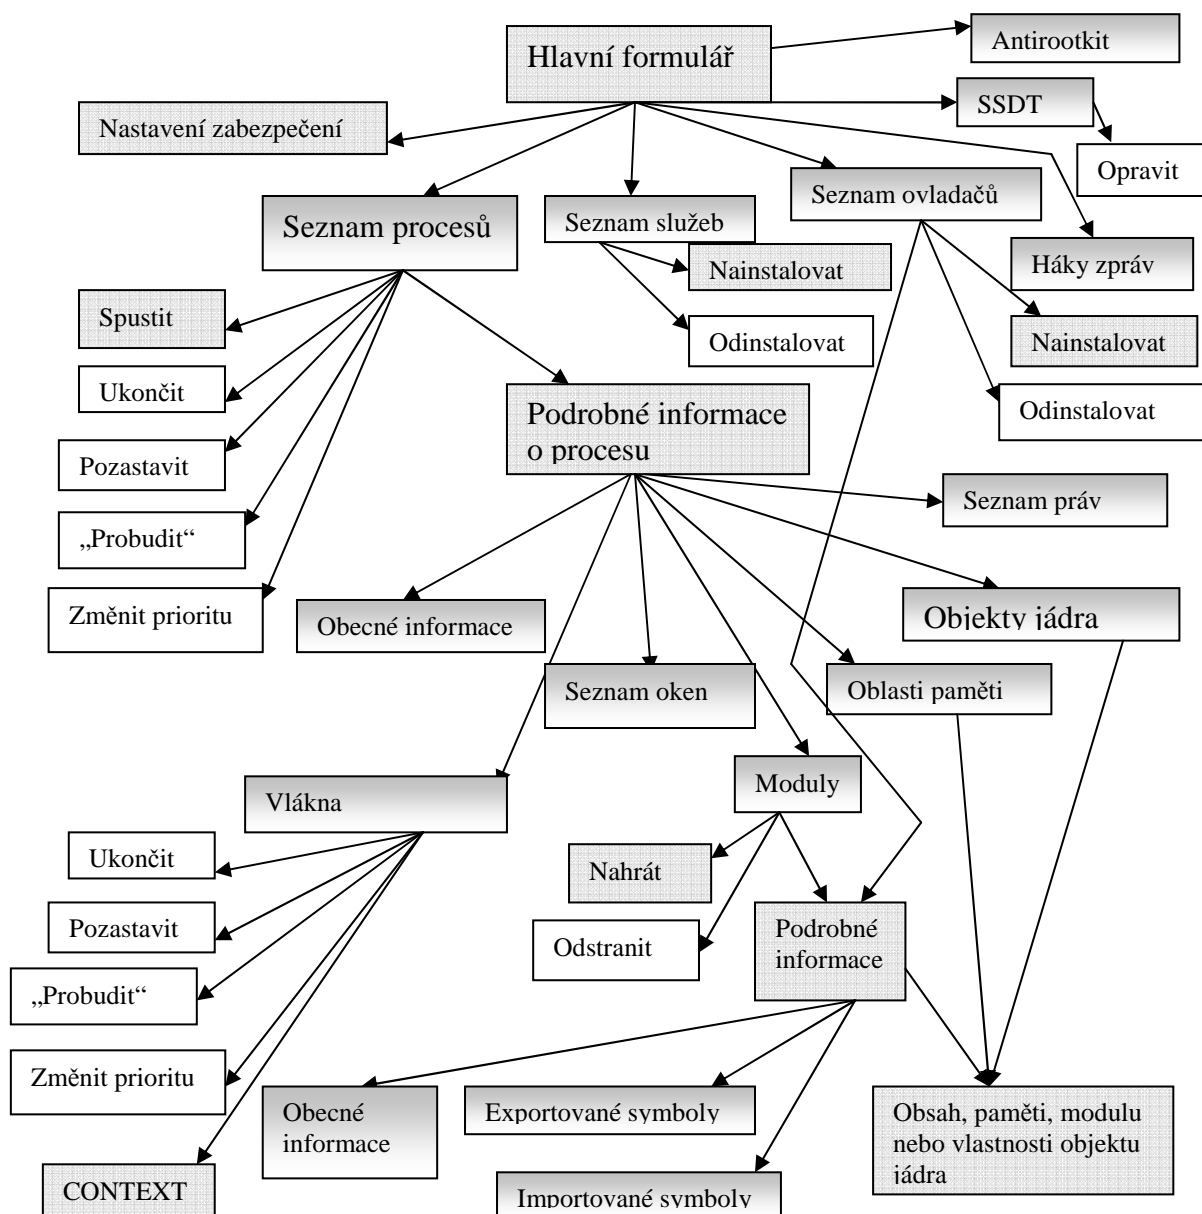 Hlavní formulář
Antirootkit
SSDT
Nastavení zabezpečení
Opravit
Seznam procesů
Seznam služeb
Seznam ovladačů
Háky zpráv
Nainstalovat
Spustit
Nainstalovat
Odinstalovat
Ukončit
Podrobné informace
o procesu
Odinstalovat
Pozastavit
Seznam práv
„Probudit“
Změnit prioritu
Obecné informace
Objekty jádra
Seznam oken
Oblasti paměti
Vlákna
Moduly
Ukončit
Nahrát
Pozastavit
Odstranit
Podrobné
informace
„Probudit“
Změnit prioritu
Obecné
informace
Exportované symboly
Obsah, paměti, modulu
nebo vlastnosti objektu
jádra
CONTEXT
Importované symboly